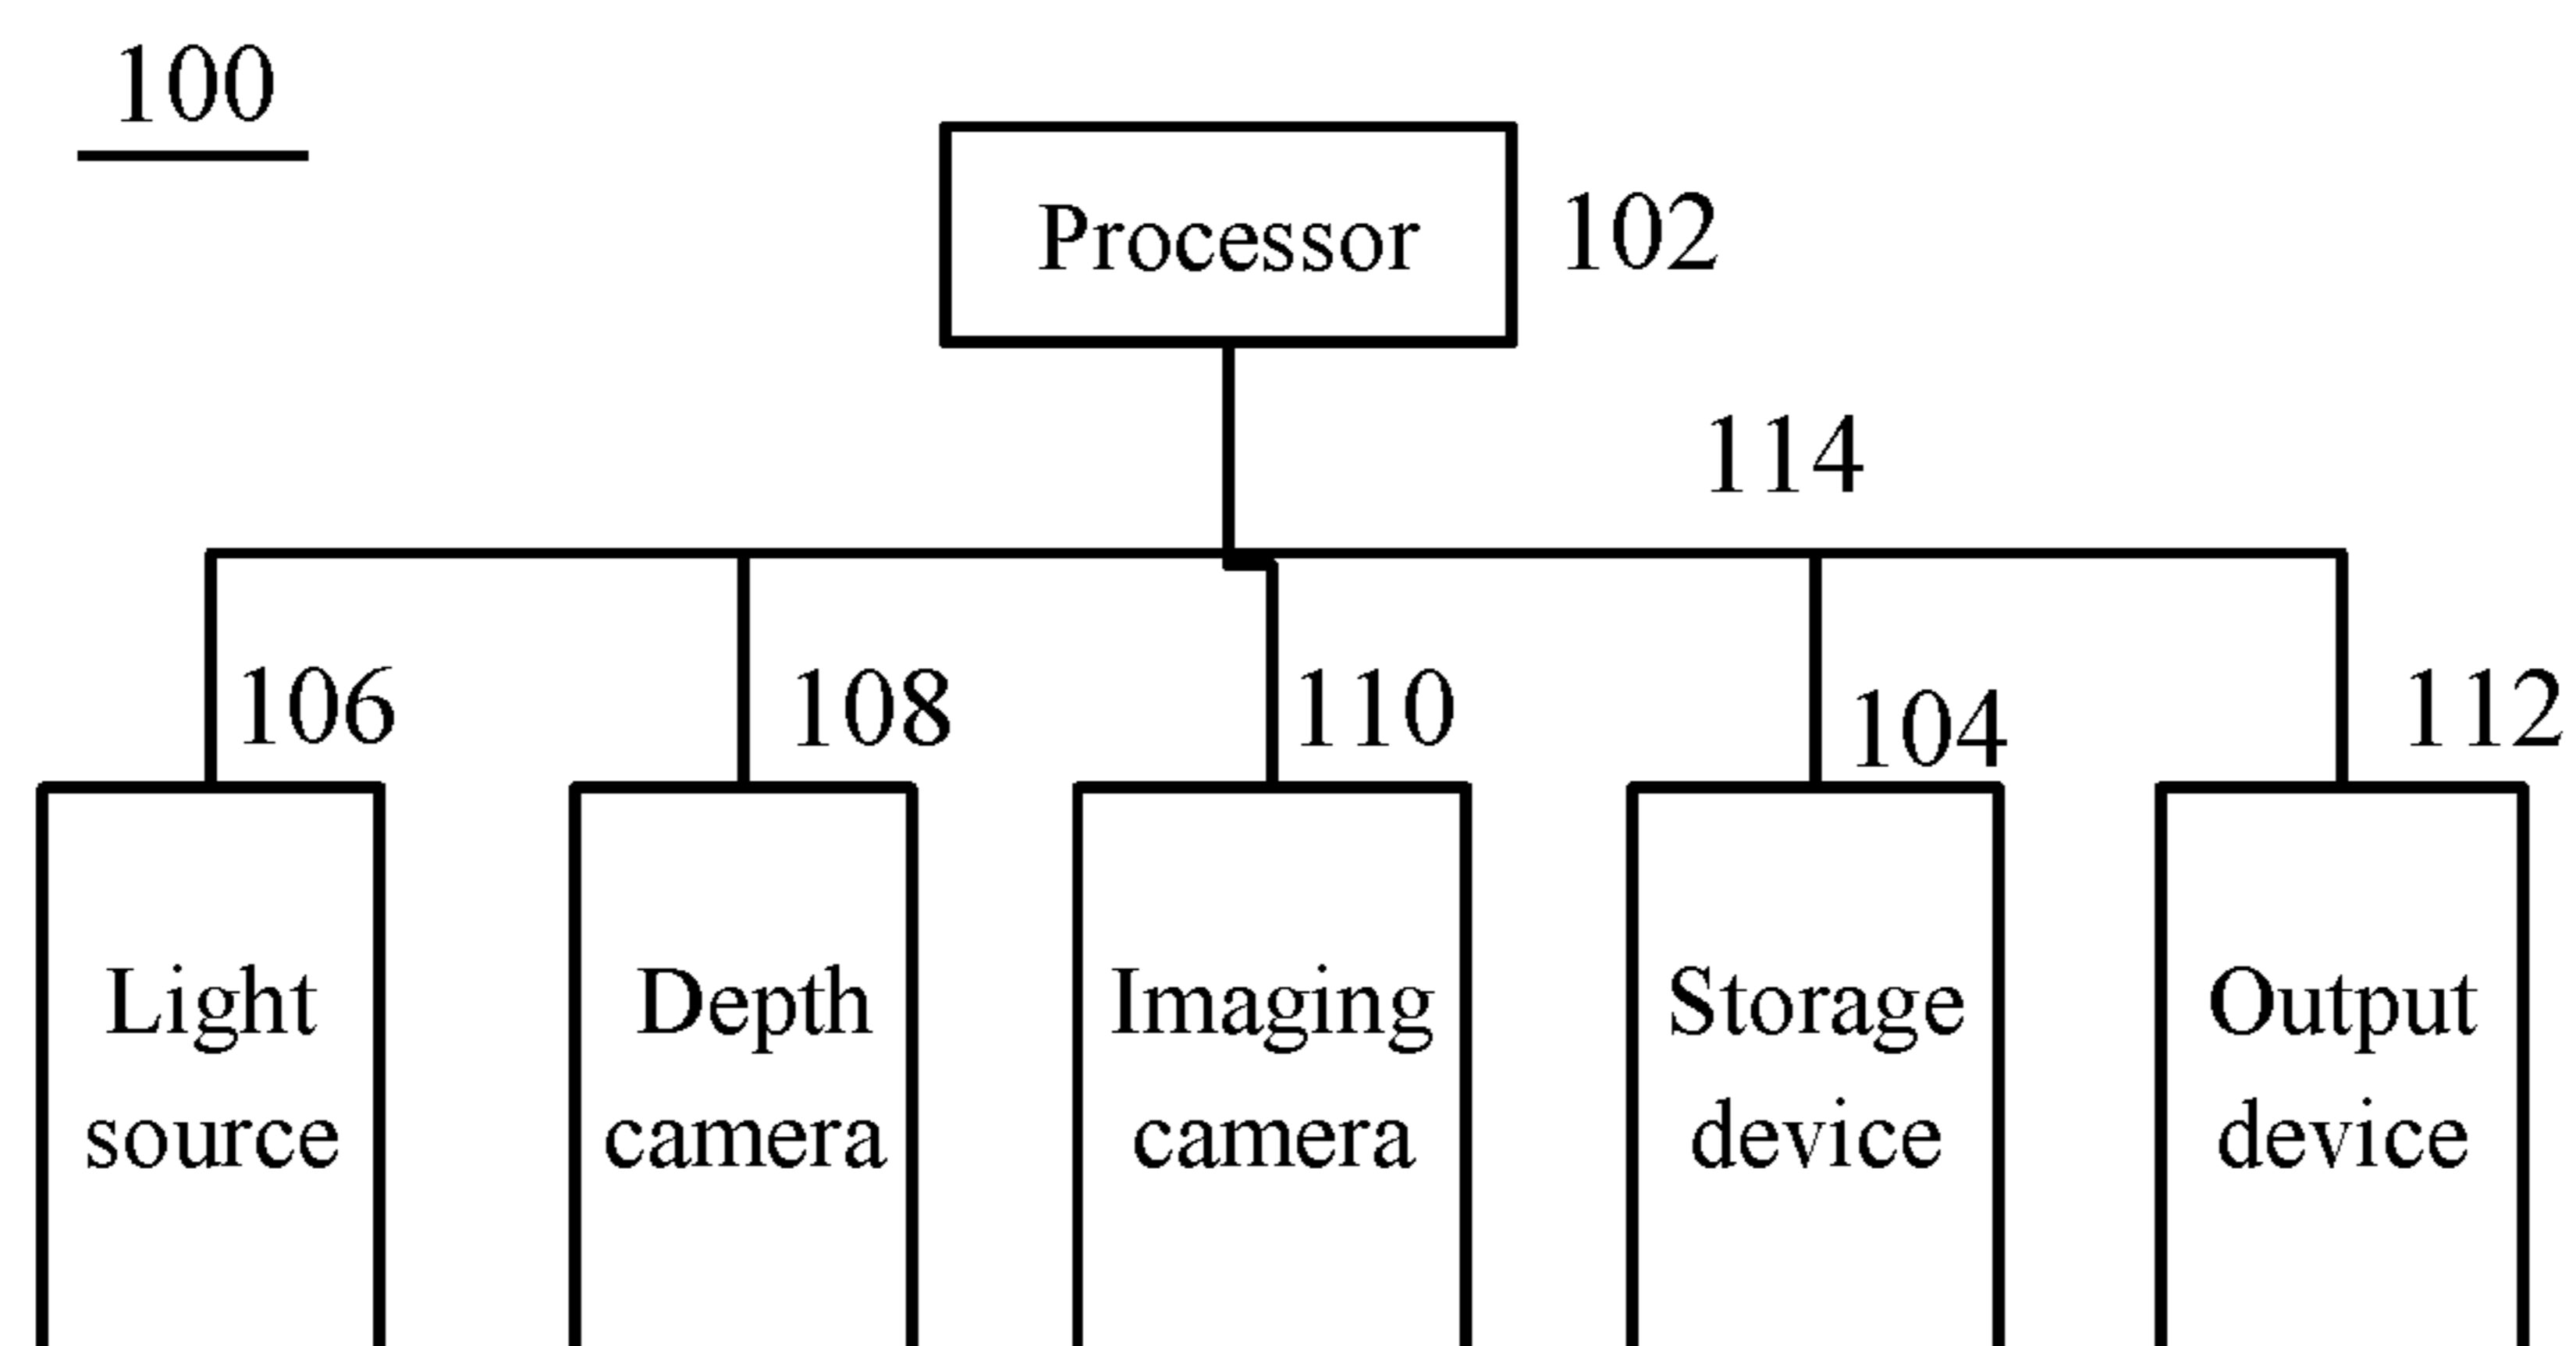 100
Processor
102
114
106
108
110
104
112
Light
source
Depth
camera
Imaging
camera
Storage
device
Output
device